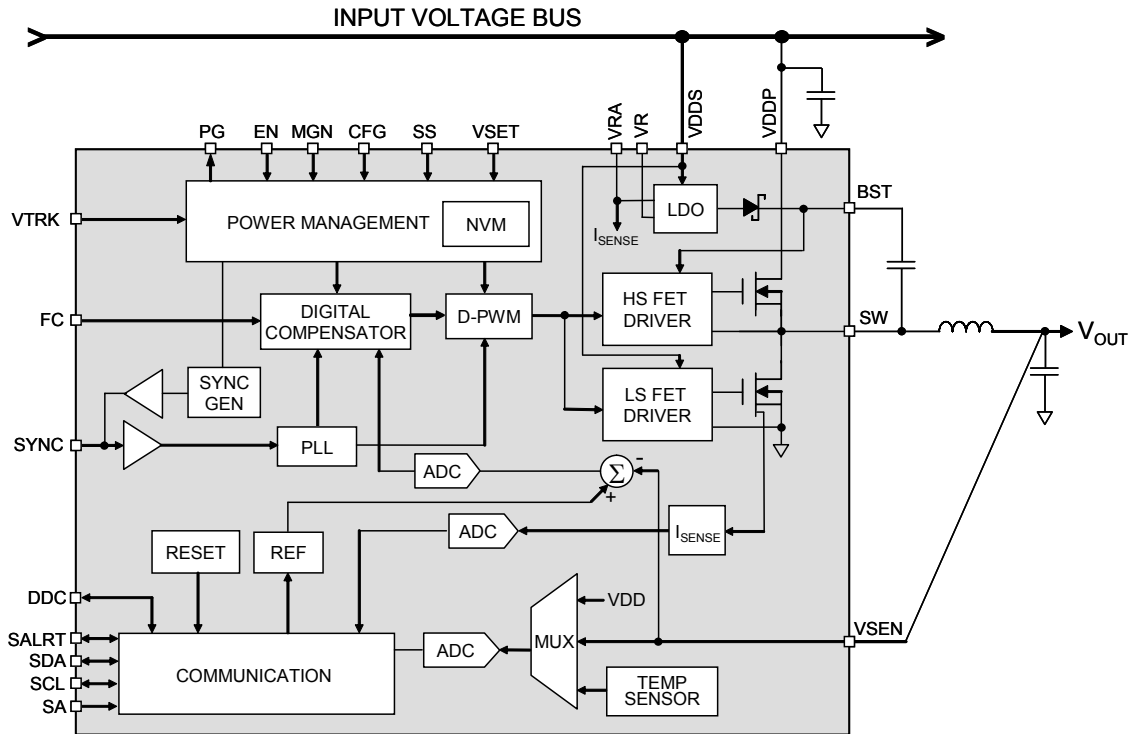 INPUT VOLTAGE BUS
VRA
VR
VDDS
VDDP
PG
EN
MGN
CFG
SS
VSET
VTRK
POWER MANAGEMENT
NVM
LDO
BST
I_SENSE
FC
DIGITAL
COMPENSATOR
D-PWM
HS FET
DRIVER
SW
V_OUT
SYNC
GEN
LS FET
DRIVER
SYNC
PLL
ADC
Σ
-
+
ADC
I_SENSE
RESET
REF
DDC
SALRT
SDA
SCL
SA
COMMUNICATION
ADC
MUX
VDD
VSEN
TEMP
SENSOR